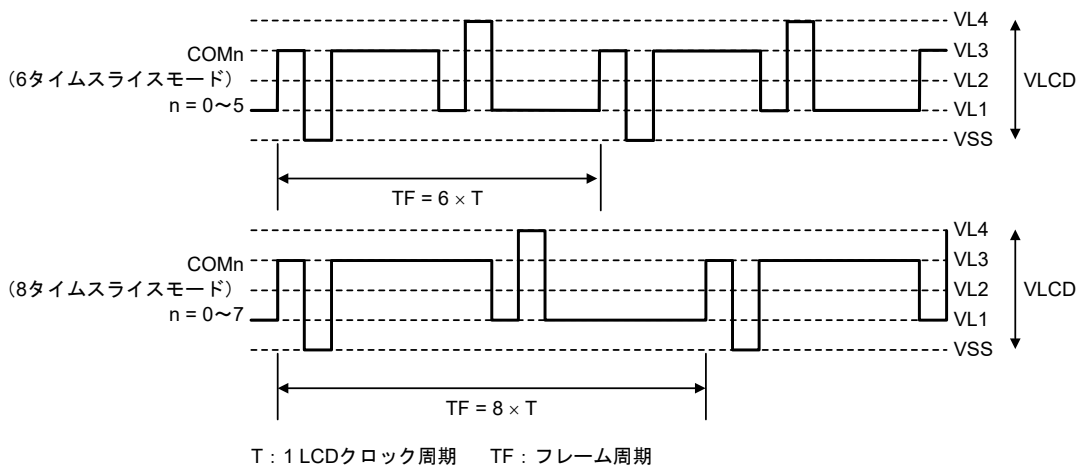 VL4
COMn
VL3
(6タイムスライスモード)
VL2
VLCD
n = 0~5
VL1
VSS
TF = 6 × T
VL4
COMn
VL3
(8タイムスライスモード)
VL2
VLCD
n = 0~7
VL1
VSS
TF = 8 × T
T : 1 LCDクロック周期 TF : フレーム周期